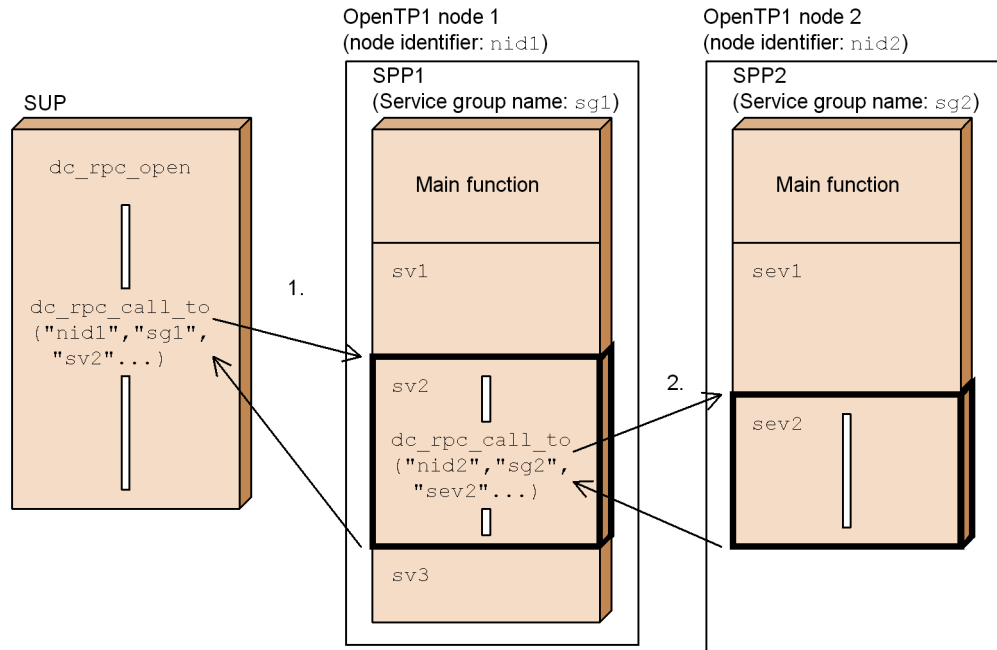 OpenTP1 node 1
(node identifier: nid1)
OpenTP1 node 2
(node identifier: nid2)
SUP
SPP1
(Service group name: sg1)
SPP2
(Service group name: sg2)
dc_rpc_open
dc_rpc_call_to
("nid1","sg1",
"sv2"...)
1.
Main function
sv1
sv2
dc_rpc_call_to
("nid2","sg2",
"sev2"...)
sv3
2.
Main function
sev1
sev2